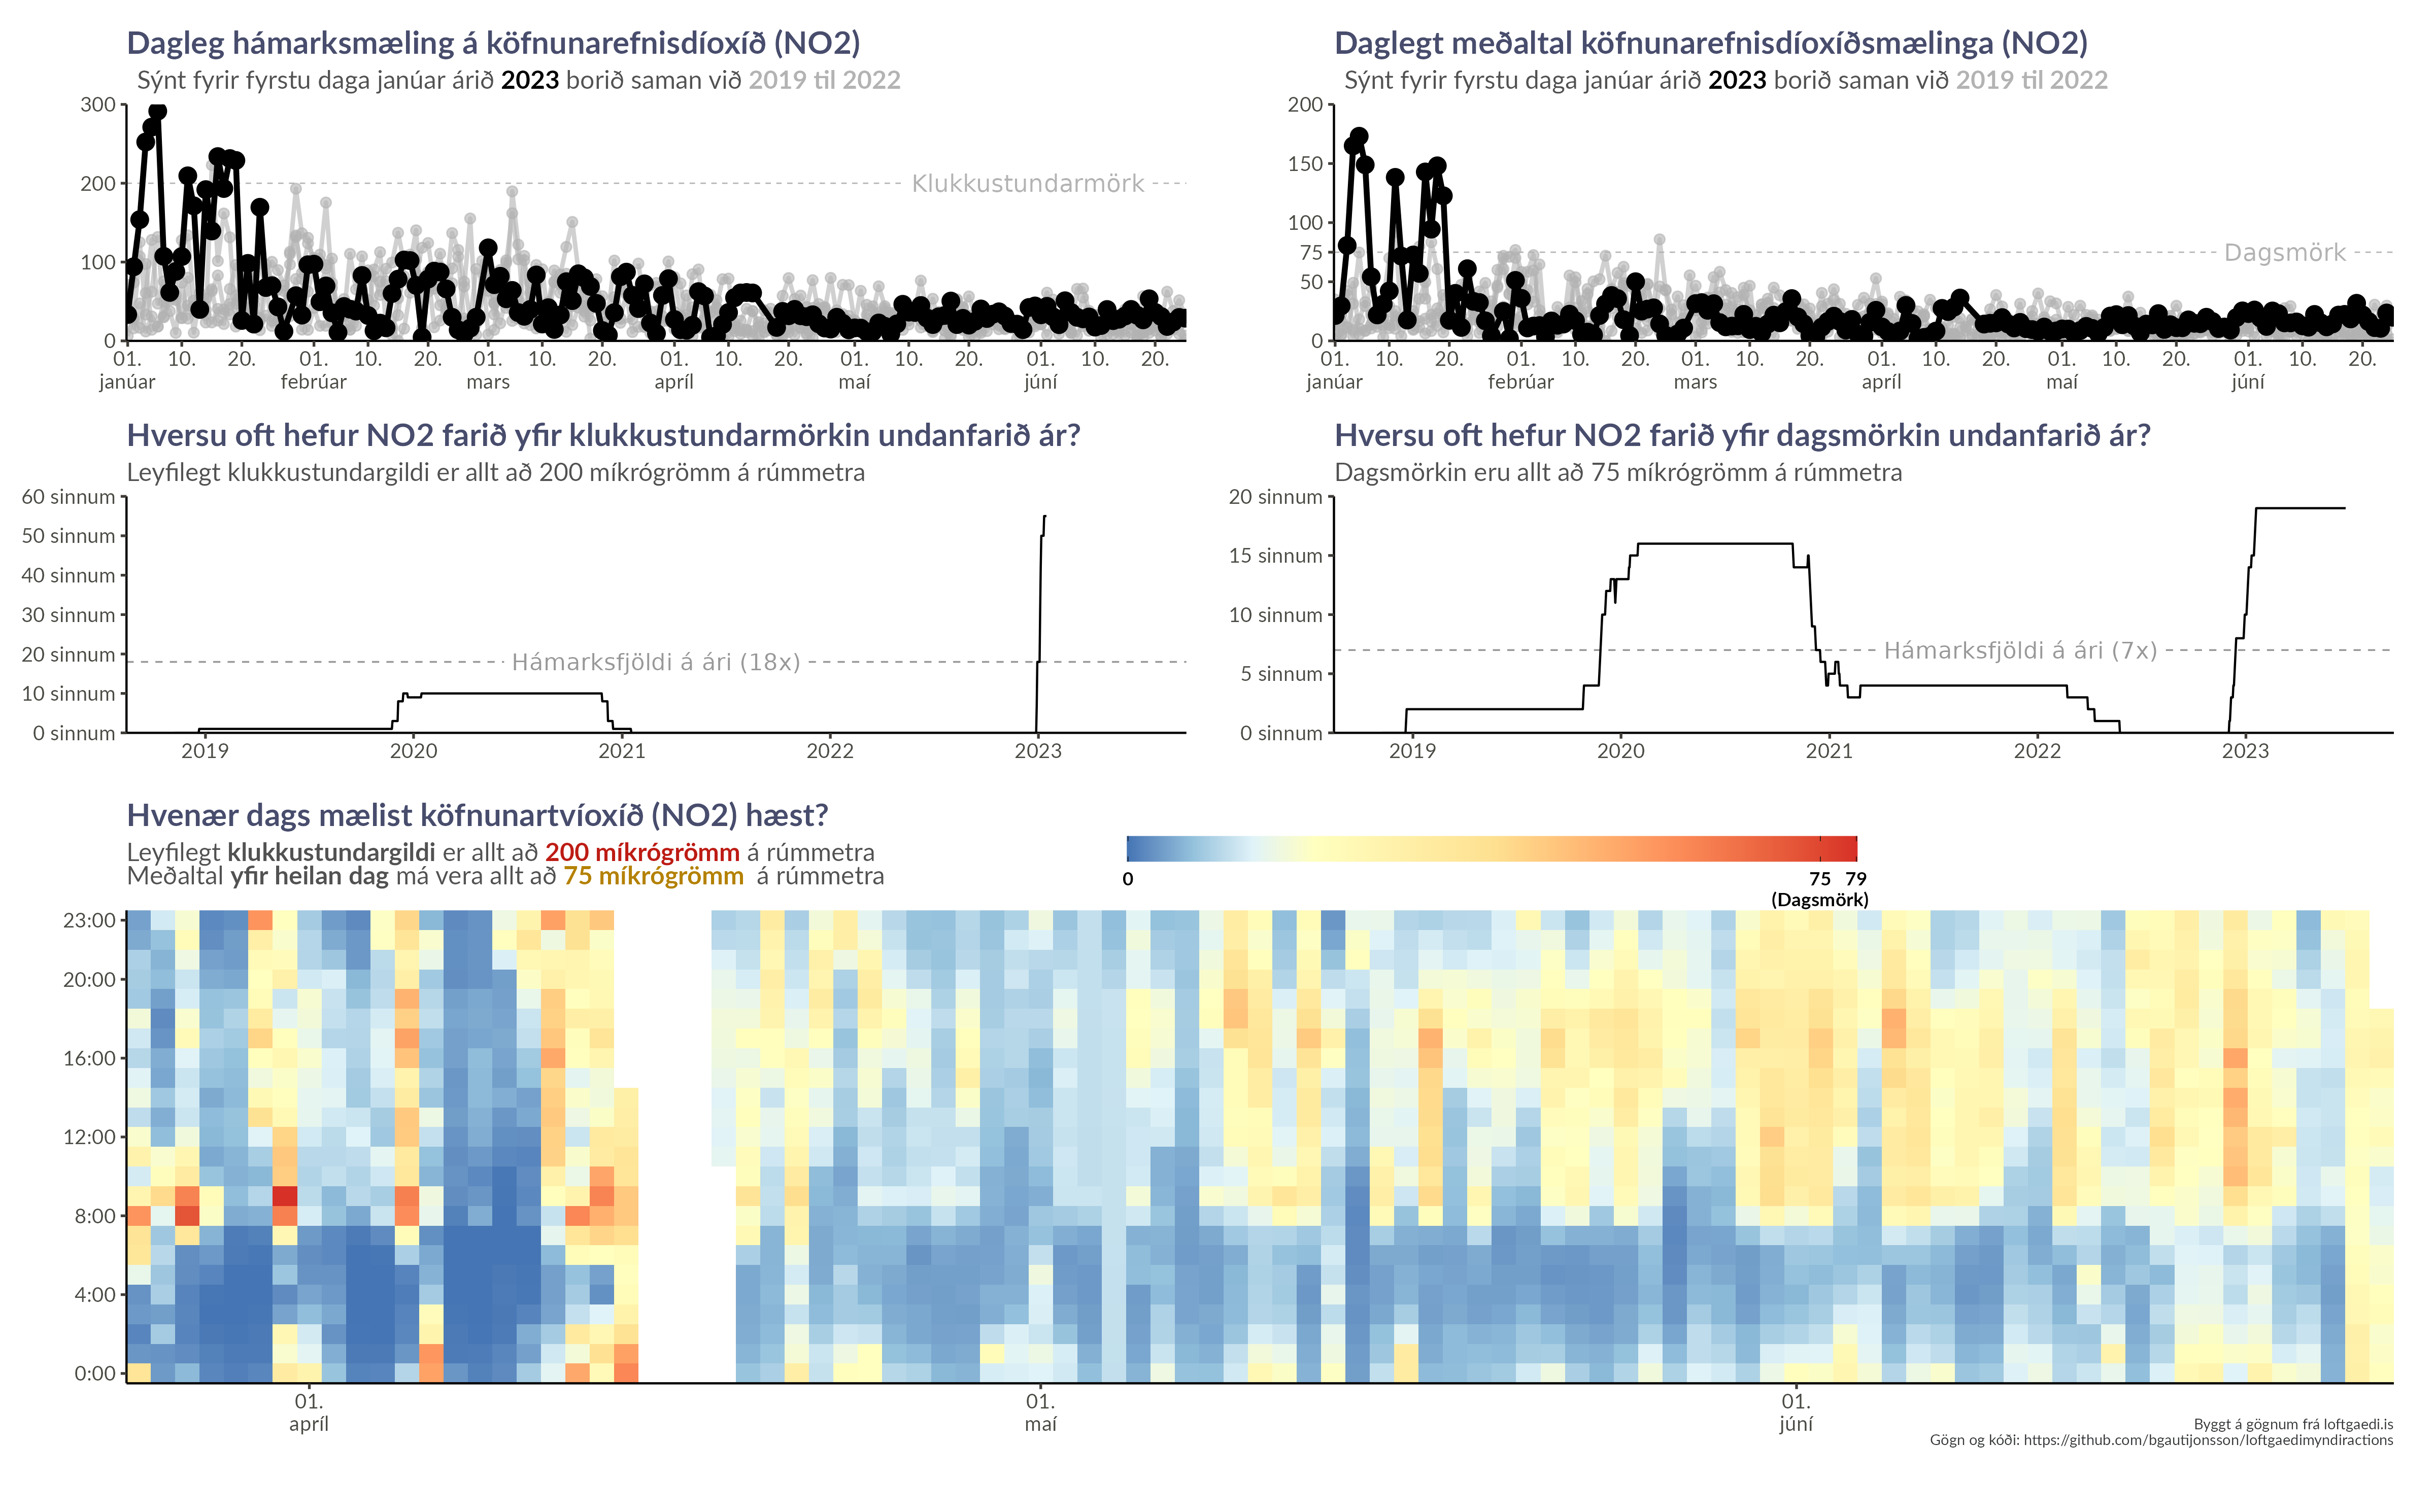 Dagleg hámarksmæling á köfnunarefnisdíoxíð (NO2)
Sýnt fyrir fyrstu daga janúar árið 2023 borið saman við 2019 til 2022
300
200
100
0
Klukkustundarmörk
01. 10. 20. 01. 10. 20. 01. 10. 20. 01. 10. 20. 01. 10. 20. 01. 10. 20.
janúar febrúar mars apríl maí júní
Daglegt meðaltal köfnunarefnisdíoxíðsmælinga (NO2)
Sýnt fyrir fyrstu daga janúar árið 2023 borið saman við 2019 til 2022
200
150
100
75
50
0
Dagsmörk
01. 10. 20. 01. 10. 20. 01. 10. 20. 01. 10. 20. 01. 10. 20. 01. 10. 20.
janúar febrúar mars apríl maí júní
Hversu oft hefur NO2 farið yfir klukkustundarmörkin undanfarið ár?
Leyfilegt klukkustundargildi er allt að 200 míkrógrömm á rúmmetra
60 sinnum
50 sinnum
40 sinnum
30 sinnum
20 sinnum
10 sinnum
0 sinnum
Hámarksfjöldi á ári (18x)
2019 2020 2021 2022 2023
Hversu oft hefur NO2 farið yfir dagsmörkin undanfarið ár?
Dagsmörkin eru allt að 75 míkrógrömm á rúmmetra
20 sinnum
15 sinnum
10 sinnum
5 sinnum
0 sinnum
Hámarksfjöldi á ári (7x)
2019 2020 2021 2022 2023
Hvenær dags mælist köfnunartvíoxíð (NO2) hæst?
Leyfilegt klukkustundargildi er allt að 200 míkrógrömm á rúmmetra
Meðaltal yfir heilan dag má vera allt að 75 míkrógrömm á rúmmetra
0 75 79
(Dagsmörk)
23:00
20:00
16:00
12:00
8:00
4:00
0:00
01. 01. 01.
apríl maí júní
Byggt á gögnum frá loftgaedi.is
Gögn og kóði: https://github.com/bgautijonsson/loftgaedimyndiractions